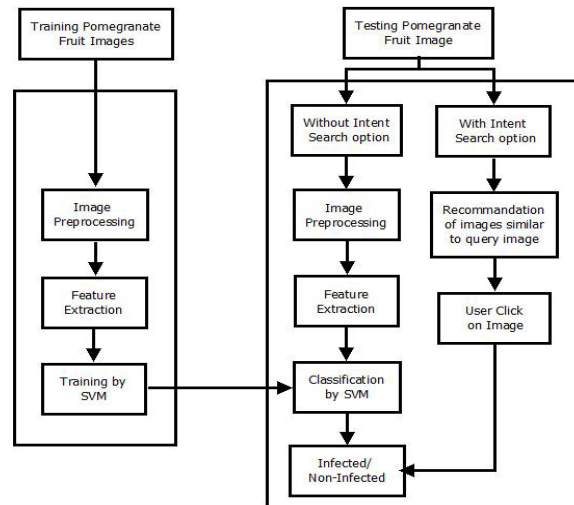 Training Pomegranate
Fruit Images
Image
Preprocessing
Feature
Extraction
Training by
SVM
Testing Pomegranate
Fruit Image
Without Intent
Search option
Image
Preprocessing
Feature
Extraction
Classification
by SVM
Infected/
Non-Infected
With Intent
Search option
Recommandation
of images similar
to query image
User Click
on Image